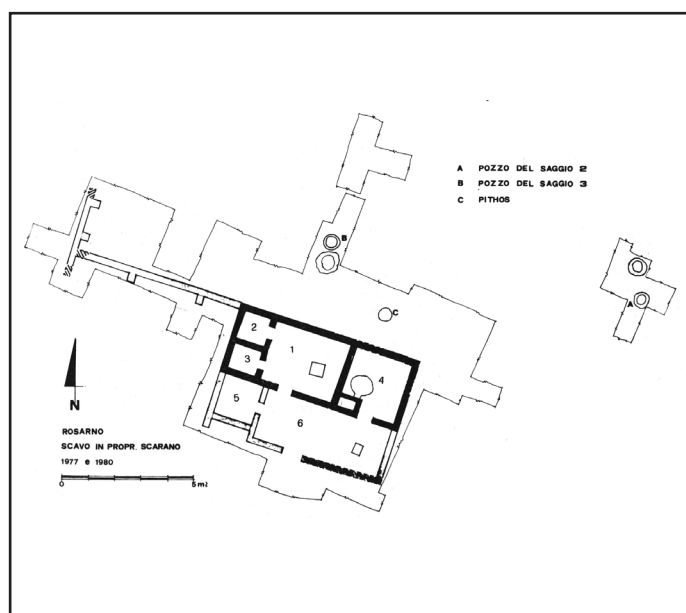 A POZZO DEL SAGGIO 2
B POZZO DEL SAGGIO 3
C PITHOS
B
A
C
2
1
3
4
5
6
N
ROSARNO
SCAVO IN PROPR. SCARANO
1977 e 1980
0 5 mt